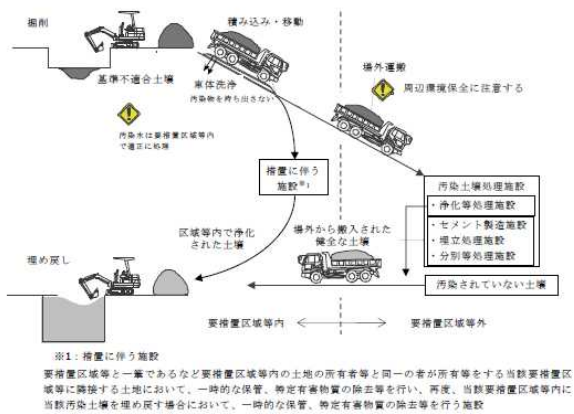 掘削
積み込み・移動
基準不適合土壌
車体洗浄
汚染物を持ち出さない
場外運搬
周辺環境保全に注意する
汚染水は要措置区域等内
で適正に処理
措置に伴う
施設※1
汚染土壌処理施設
・浄化等処理施設
・セメント製造施設
・埋立処理施設
・分別等処理施設
区域等内で浄化
された土壌
場外から搬入された
健全な土壌
埋め戻し
汚染されていない土壌
要措置区域等内
要措置区域等外
※1：措置に伴う施設
要措置区域等と一筆であるなど要措置区域等内の土地の所有者等と同一の者が所有等をする当該要措置区
域等に隣接する土地において、一時的な保管、特定有害物質の除去等を行い、再度、当該要措置区域等内に
当該汚染土壌を埋め戻す場合において、一時的な保管、特定有害物質の除去等を行う施設